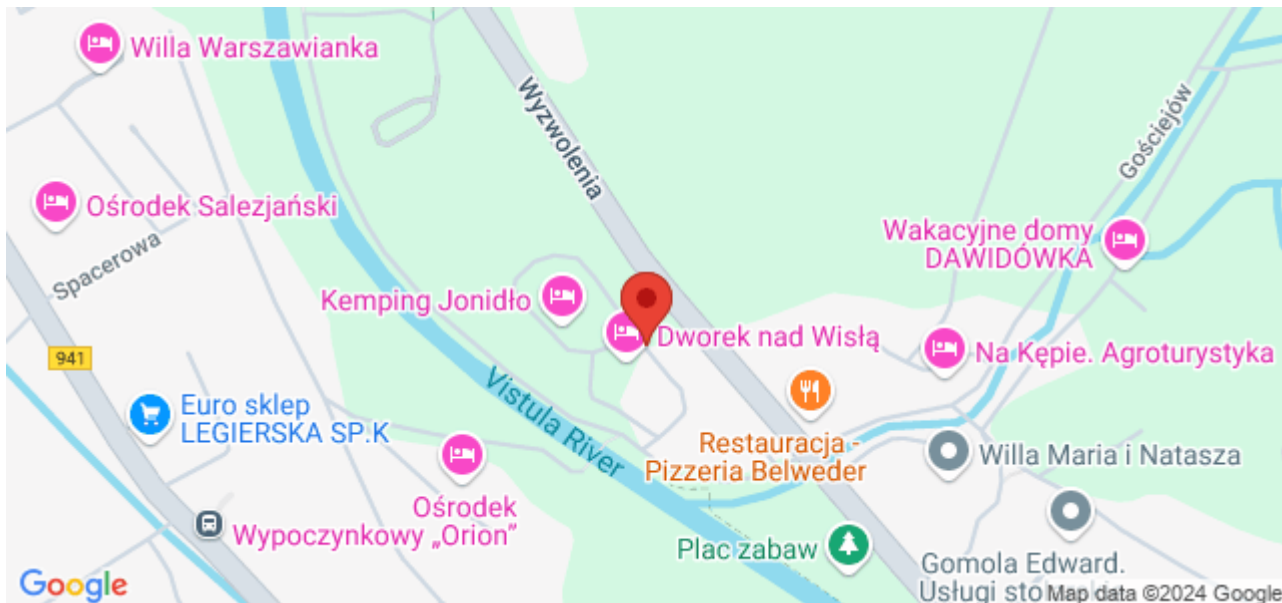 Willa Warszawianka
Wyzwolenia
Gościejów
Ośrodek Salezjański
Spacerowa
Wakacyjne domy
DAWIDÓWKA
Kemping Jonidło
Dworek nad Wisłą
Na Kępie. Agroturystyka
941
Euro sklep
LEGIERSKA SP.K
Vistula River
Restauracja -
Pizzeria Belweder
Willa Maria i Natasza
Ośrodek
Wypoczynkowy „Orion”
Plac zabaw
Gomola Edward.
Usługi
Google
Map data ©2024 Google